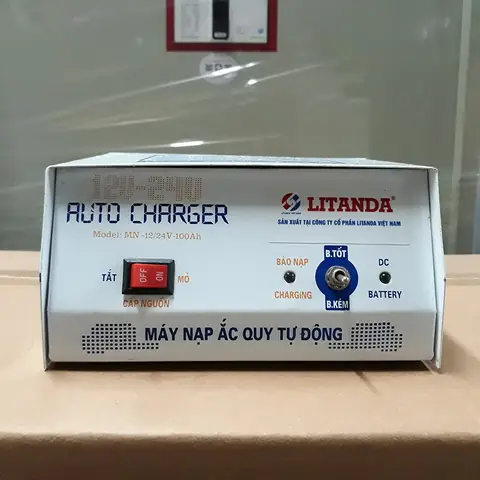 12V-24V
AUTO CHARGER
Model: MN -12/24V-100Ah
LITANDA®
SẢN XUẤT TẠI CÔNG TY CỔ PHẦN LITANDA VIỆT NAM
TẮT
OFF
ON
MỞ
CẤP NGUỒN
BÁO NẠP
CHARGING
B.TỐT
B.KÉM
DC
BATTERY
MÁY NẠP ẮC QUY TỰ ĐỘNG